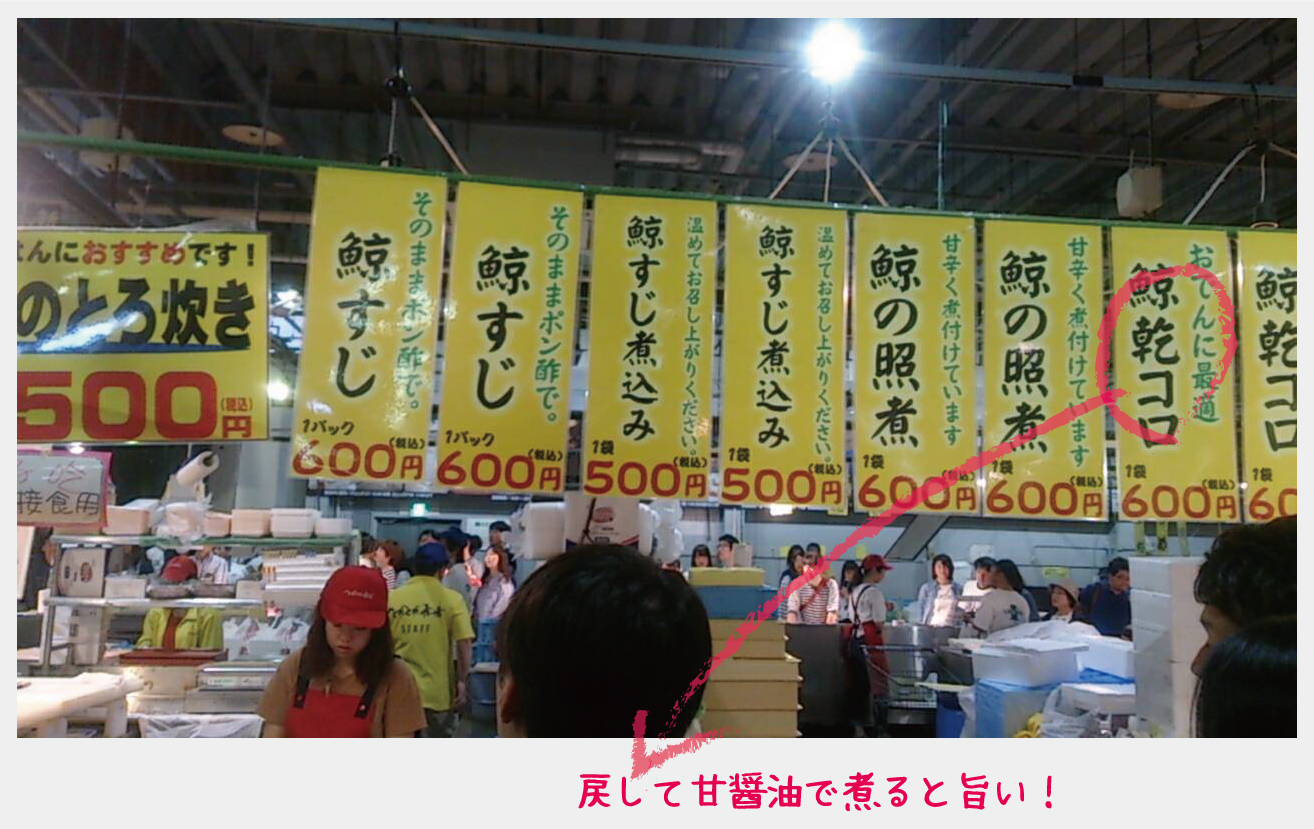 はんにおすすめです!
のとろ炊き
500円(税込)
接食用
そのままポン酢で。
鯨すじ
1パック
600円(税込)
そのままポン酢で。
鯨すじ
1パック
600円(税込)
温めてお召し上がりください。
鯨すじ煮込み
1袋
500円(税込)
温めてお召し上がりください。
鯨すじ煮込み
1袋
500円(税込)
甘辛く煮付けています
鯨の照煮
1袋
600円(税込)
甘辛く煮付けています
鯨の照煮
1袋
600円(税込)
おでんに最適
鯨乾コロ
1袋
600円(税込)
鯨乾コロ
1袋
60
STAFF
戻して甘醤油で煮ると旨い!